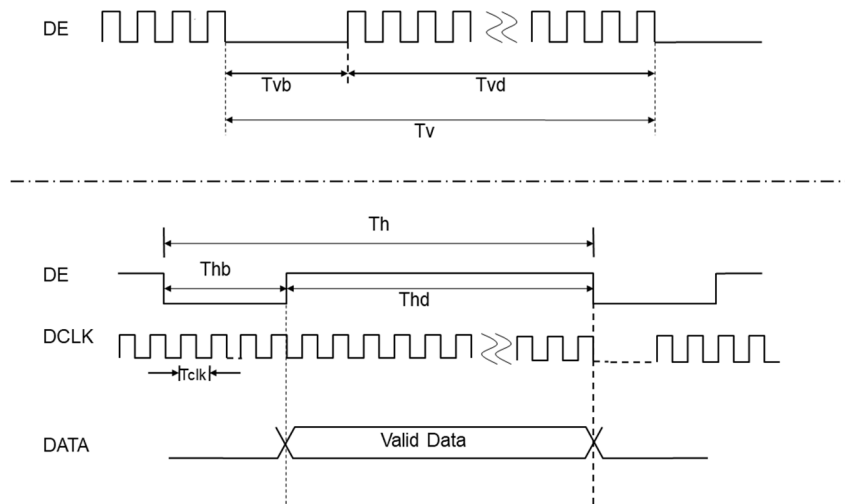 DE
Tvb
Tvd
Tv
Th
DE
Thb
Thd
DCLK
Tclk
DATA
Valid Data